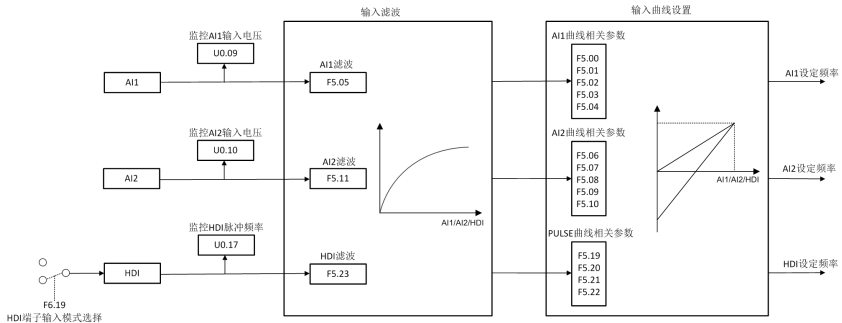 输入滤波
输入曲线设置
监控AI1输入电压
U0.09
AI1
AI1滤波
F5.05
AI1曲线相关参数
F5.00
F5.01
F5.02
F5.03
F5.04
AI1设定频率
监控AI2输入电压
U0.10
AI2
AI2滤波
F5.11
AI1/AI2/HDI
AI2曲线相关参数
F5.06
F5.07
F5.08
F5.09
F5.10
AI1/AI2/HDI
AI2设定频率
监控HDI脉冲频率
U0.17
HDI
HDI滤波
F5.23
PULSE曲线相关参数
F5.19
F5.20
F5.21
F5.22
HDI设定频率
F6.19
HDI端子输入模式选择